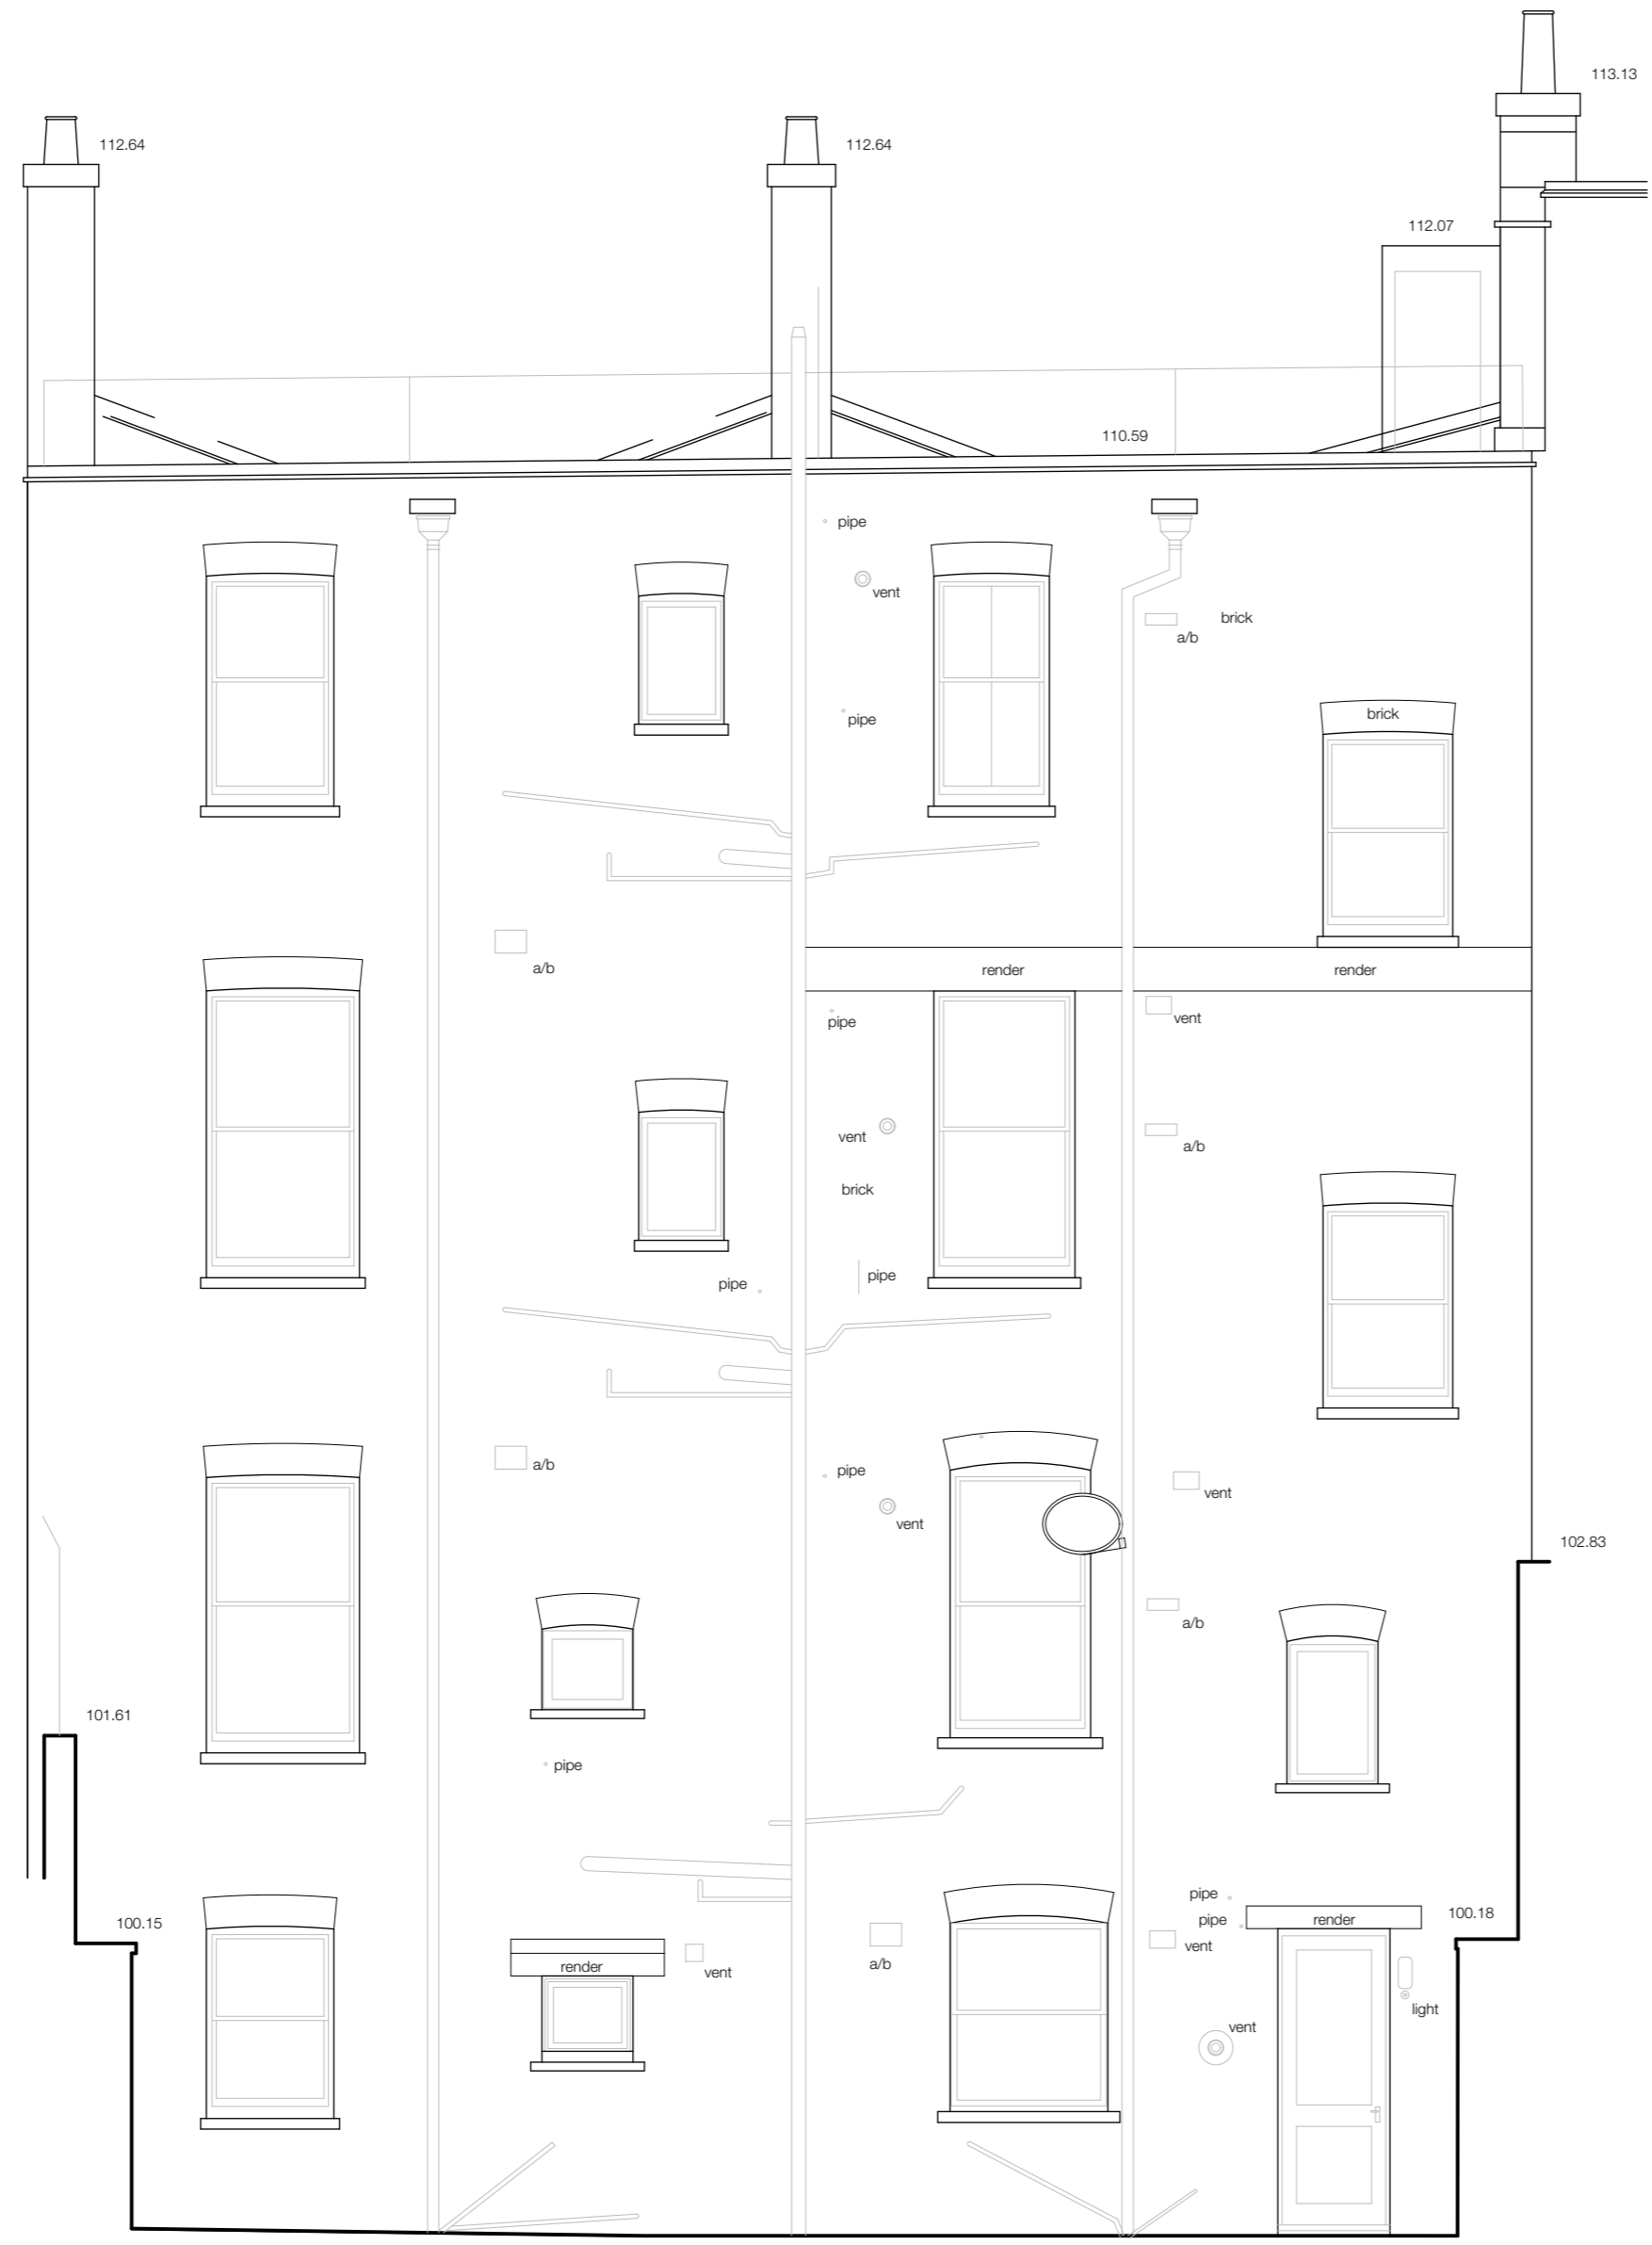 113.13
112.64
112.64
112.07
110.59
pipe
vent
brick
a/b
brick
pipe
a/b
render
render
pipe
vent
vent
a/b
brick
pipe
pipe
a/b
pipe
vent
vent
102.83
a/b
101.61
pipe
pipe
100.15
pipe
render
100.18
vent
a/b
render
vent
light
vent